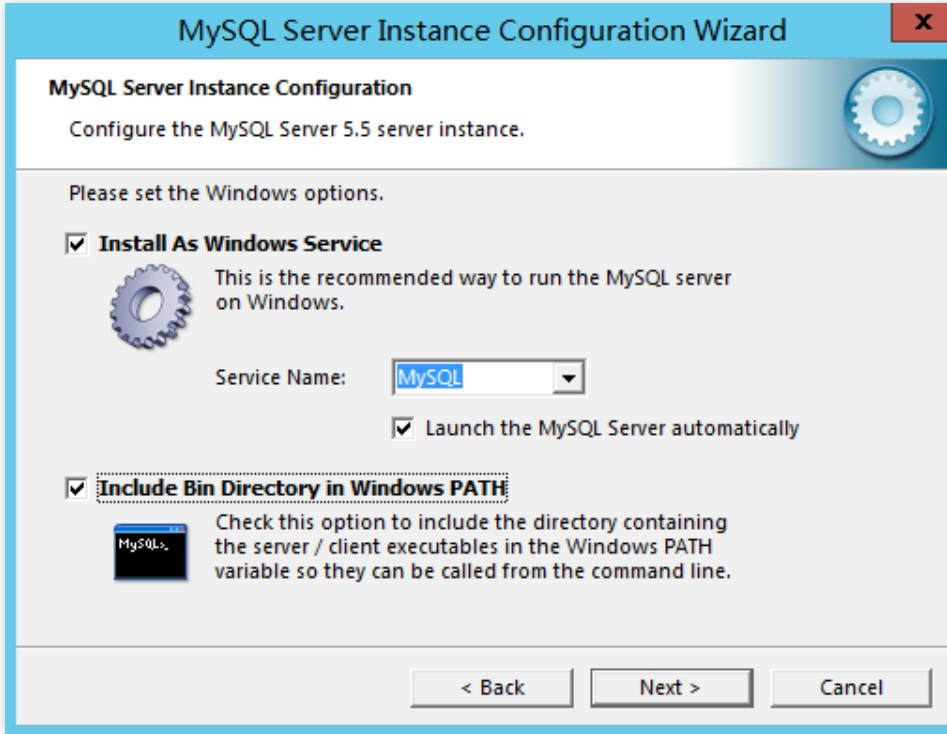 MySQL Server Instance Configuration Wizard
x
MySQL Server Instance Configuration
Configure the MySQL Server 5.5 server instance.
Please set the Windows options.
Install As Windows Service
This is the recommended way to run the MySQL server
on Windows.
Service Name: MySQL
Launch the MySQL Server automatically
Include Bin Directory in Windows PATH
MySQL>_
Check this option to include the directory containing
the server / client executables in the Windows PATH
variable so they can be called from the command line.
< Back Next > Cancel